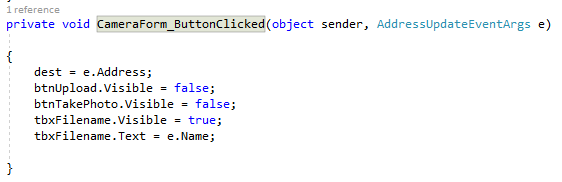 1 reference
private void CameraForm_ButtonClicked(object sender, AddressUpdateEventArgs e)
{
dest = e.Address;
btnUpload.Visible = false;
btnTakePhoto.Visible = false;
tbxFilename.Visible = true;
tbxFilename.Text = e.Name;
}